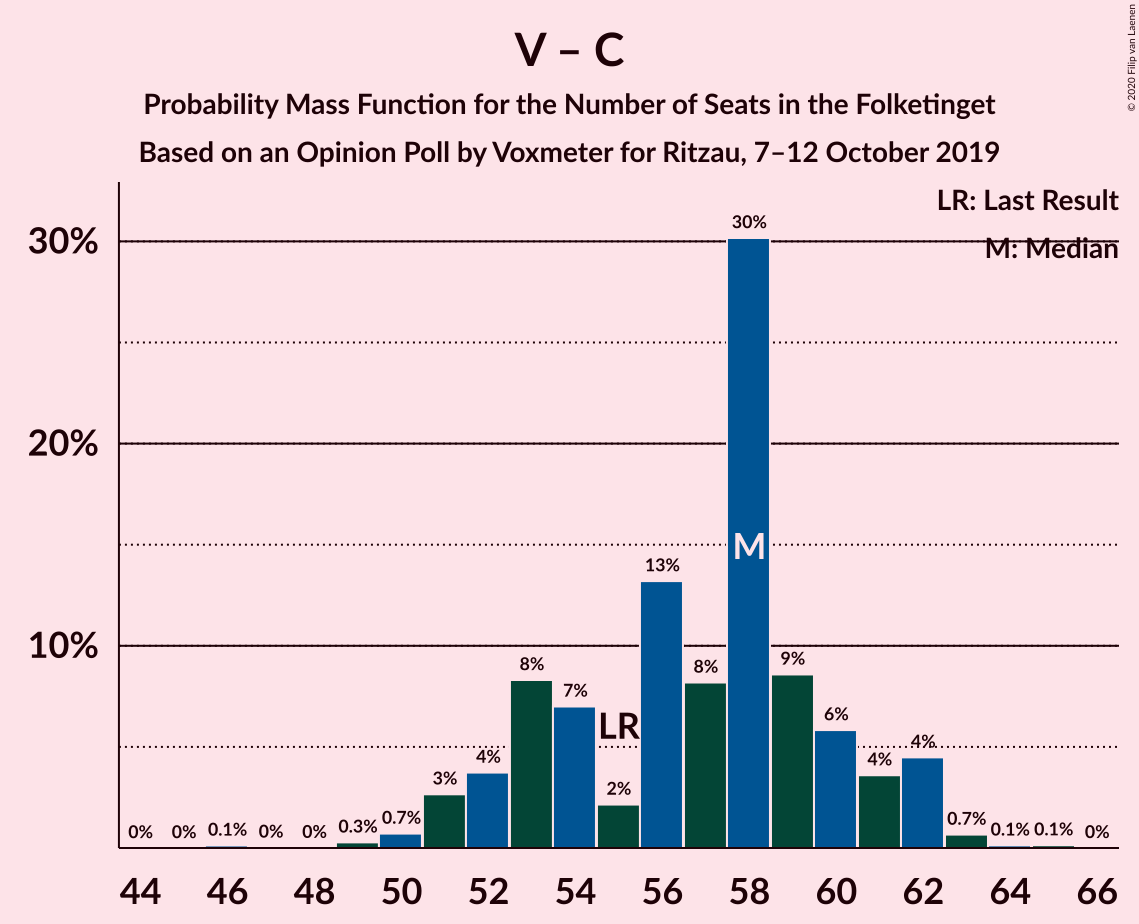 V – C
Probability Mass Function for the Number of Seats in the Folketinget
Based on an Opinion Poll by Voxmeter for Ritzau, 7–12 October 2019
© 2020 Filip van Laenen
LR: Last Result
M: Median
30%
20%
10%
0% 0% 0.1% 0% 0% 0.3% 0.7% 3% 4% 8% 7% 2% 13% 8% 30% 9% 6% 4% 4% 0.7% 0.1% 0.1% 0%
LR
M
44 46 48 50 52 54 56 58 60 62 64 66